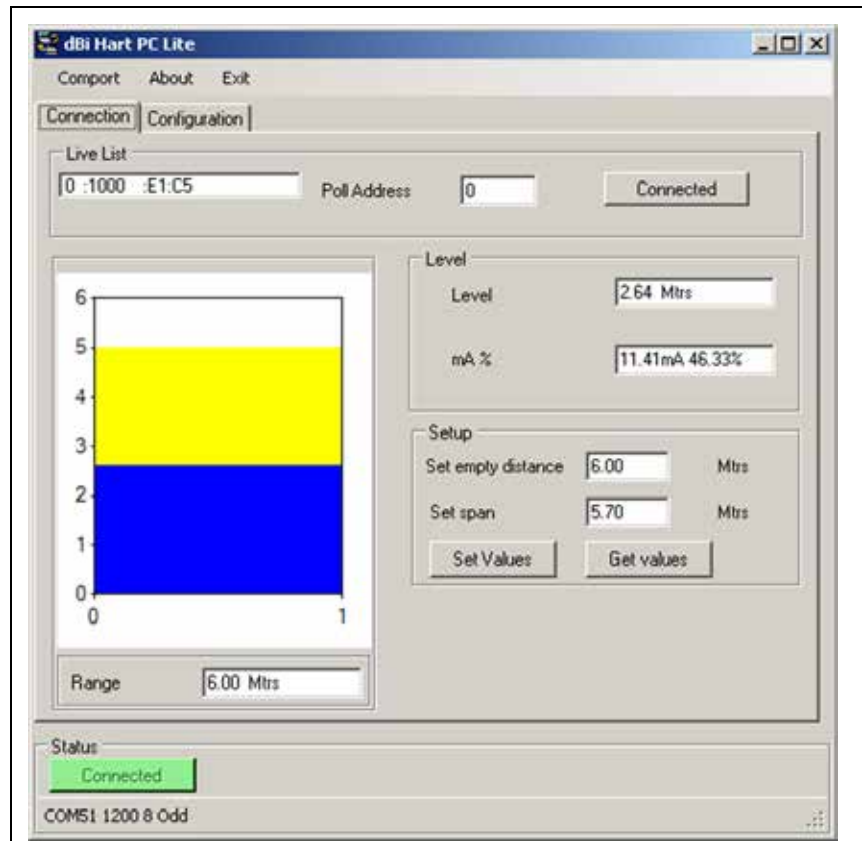 dBi Hart PC Lite
Comport About Exit
Connection Configuration
Live List
0 :1000 :E1:C5 Poll Address 0 Connected
Level
Level 2.64 Mtrs
mA % 11.41mA 46.33%
6
5
4
3
2
1
0
0 1
Setup
Set empty distance 6.00 Mtrs
Set span 5.70 Mtrs
Set Values Get values
Range 6.00 Mtrs
Status
Connected
COM51 1200 8 Odd